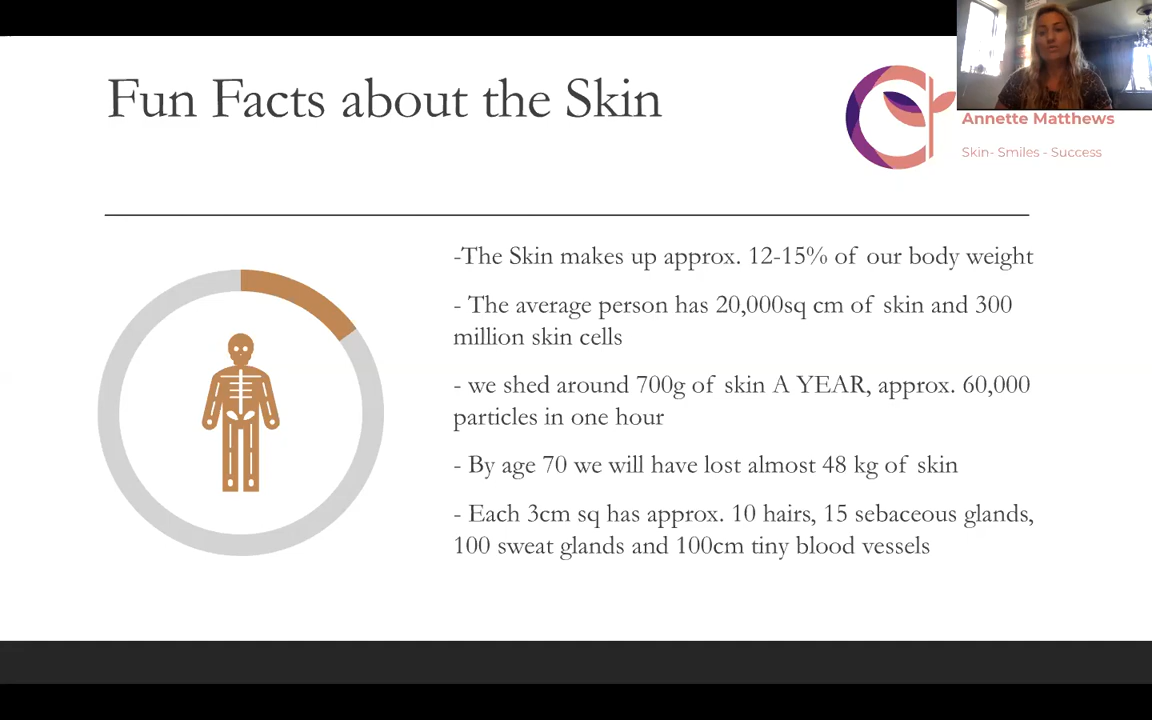 Fun Facts about the Skin
Annette Matthews
Skin- Smiles - Success
-The Skin makes up approx. 12-15% of our body weight
- The average person has 20,000sq cm of skin and 300
million skin cells
- we shed around 700g of skin A YEAR, approx. 60,000
particles in one hour
- By age 70 we will have lost almost 48 kg of skin
- Each 3cm sq has approx. 10 hairs, 15 sebaceous glands,
100 sweat glands and 100cm tiny blood vessels